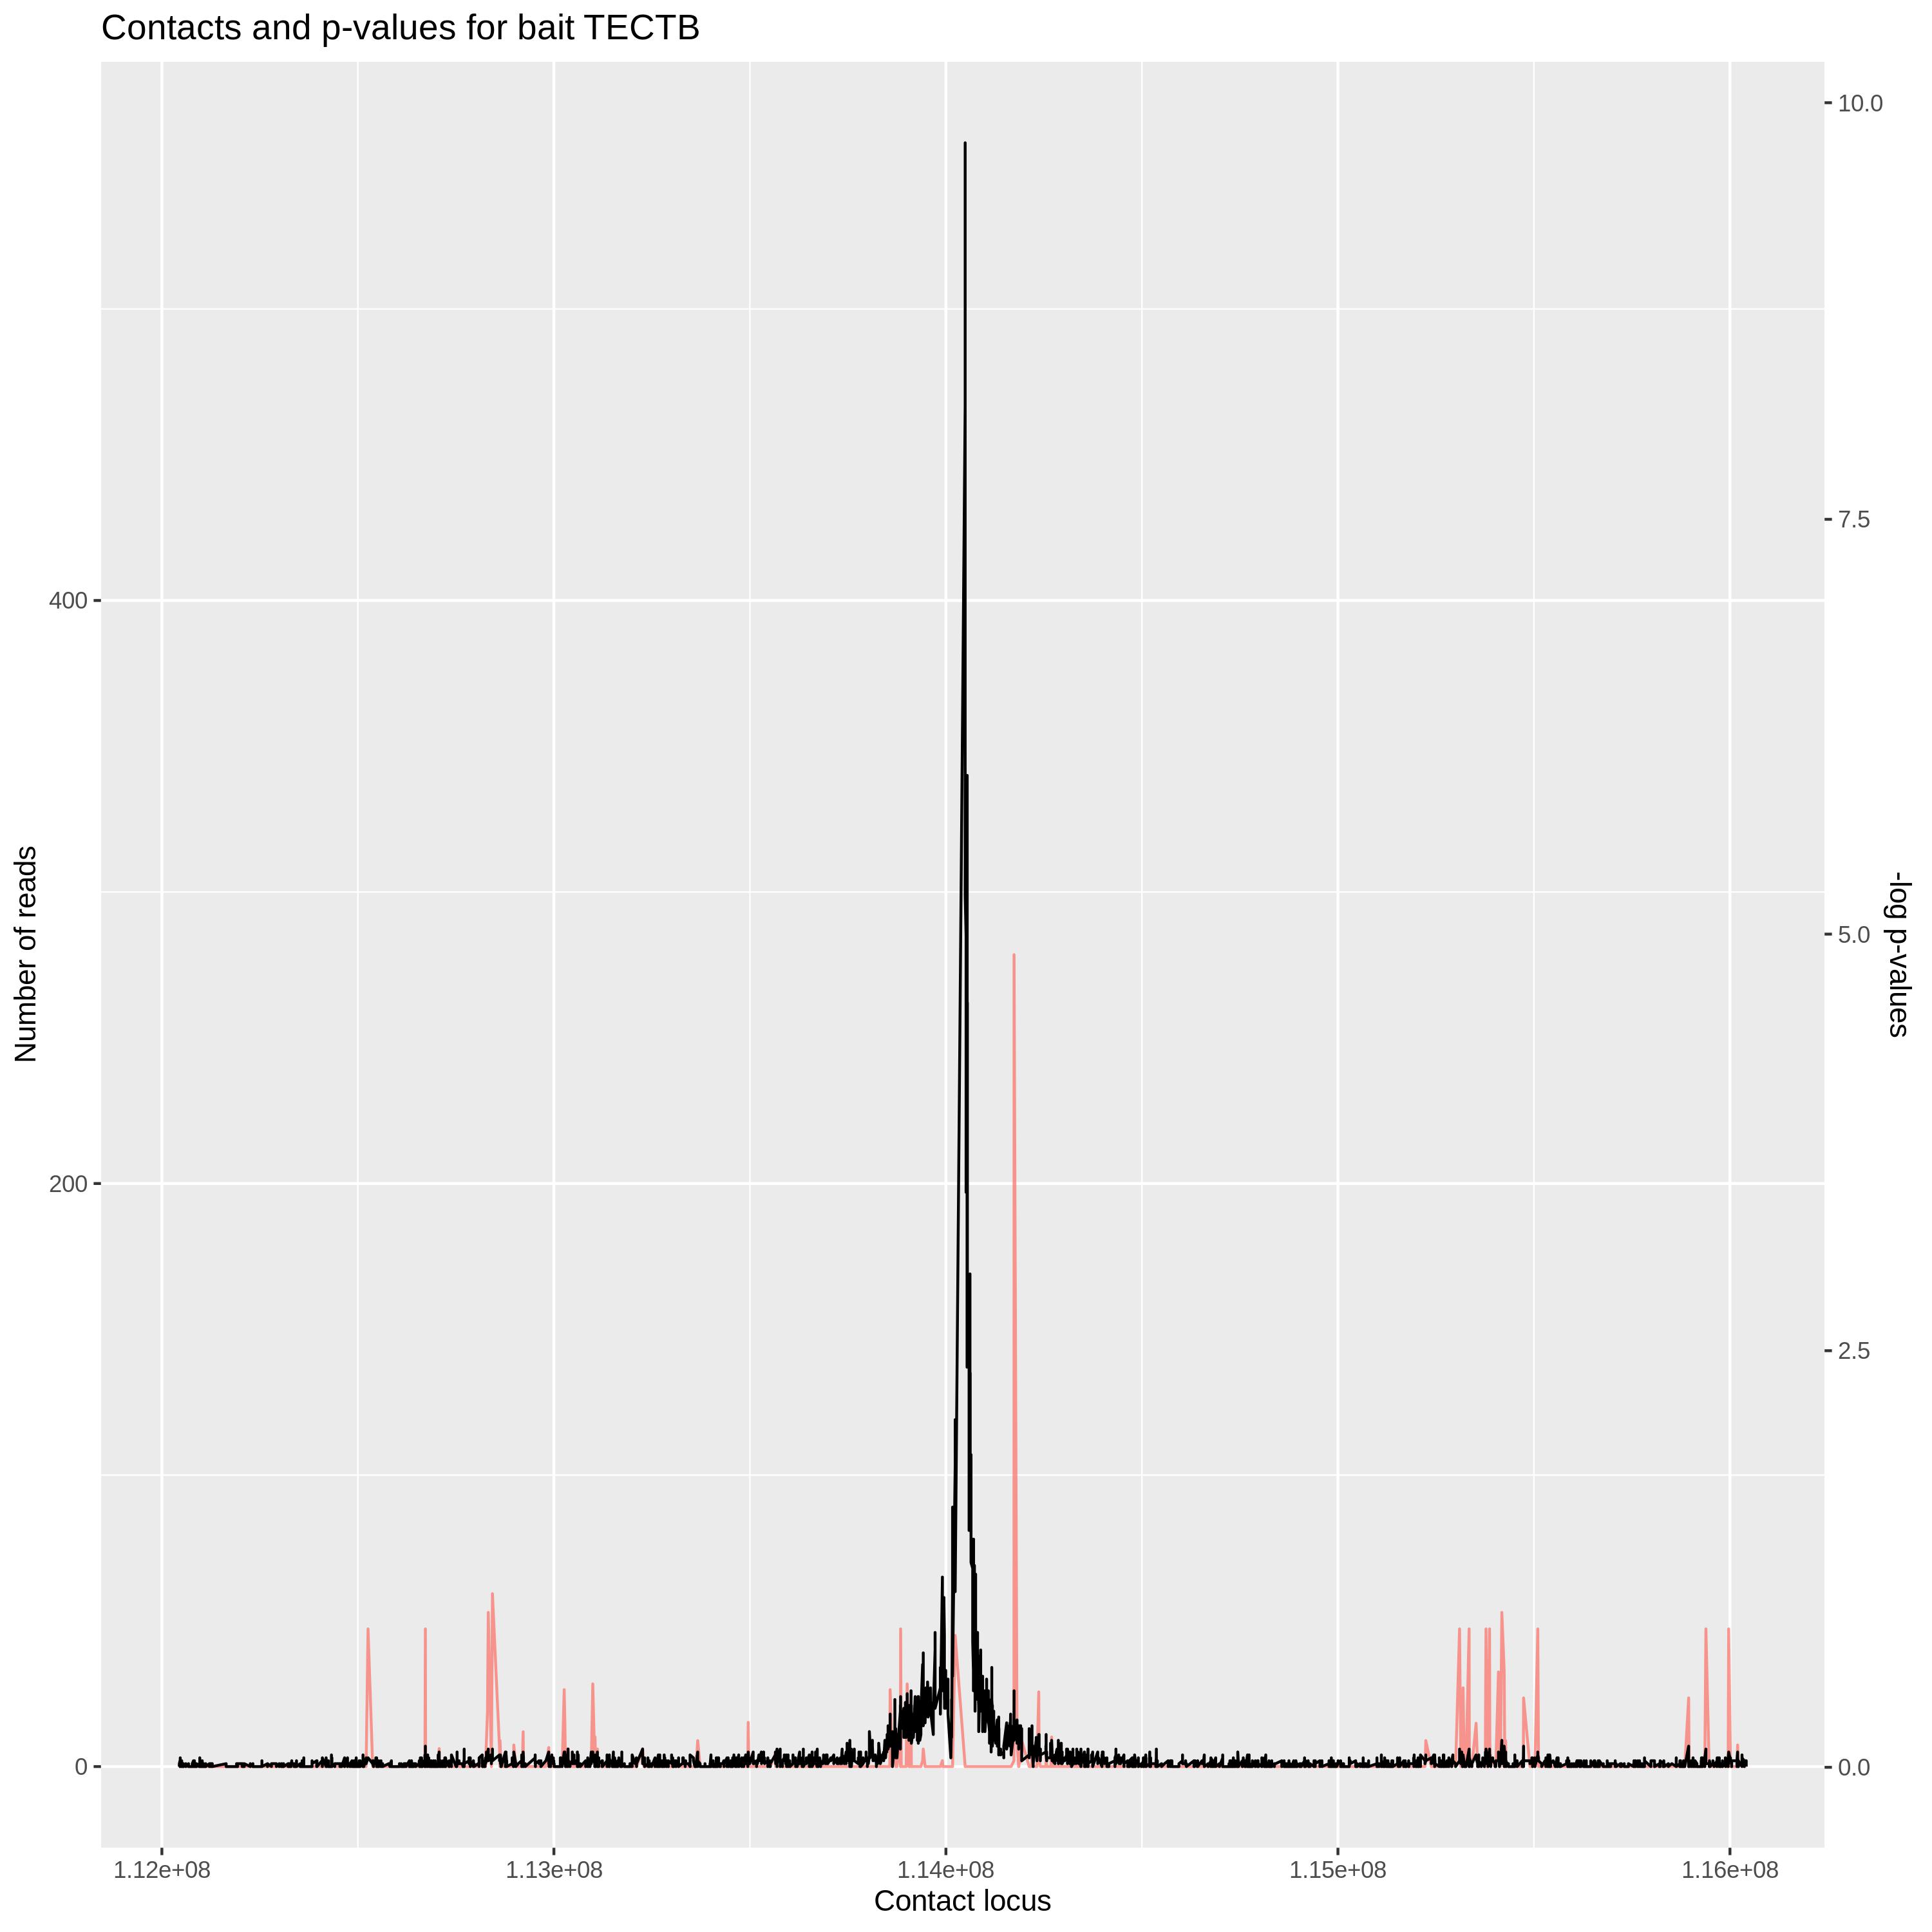 Contacts and p-values for bait TECTB
10.0
7.5
400
5.0
Number of reads
-log p-values
200
2.5
0
0.0
1.12e+08
1.13e+08
1.14e+08
1.15e+08
1.16e+08
Contact locus